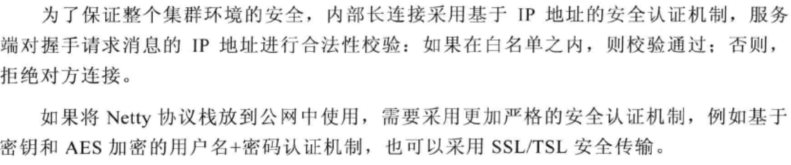 为了保证整个集群环境的安全，内部长连接采用基于 IP 地址的安全认证机制，服务
端对握手请求消息的 IP 地址进行合法性校验：如果在白名单之内，则校验通过；否则，
拒绝对方连接。
如果将 Netty 协议栈放到公网中使用，需要采用更加严格的安全认证机制，例如基于
密钥和 AES 加密的用户名+密码认证机制，也可以采用 SSL/TSL 安全传输。